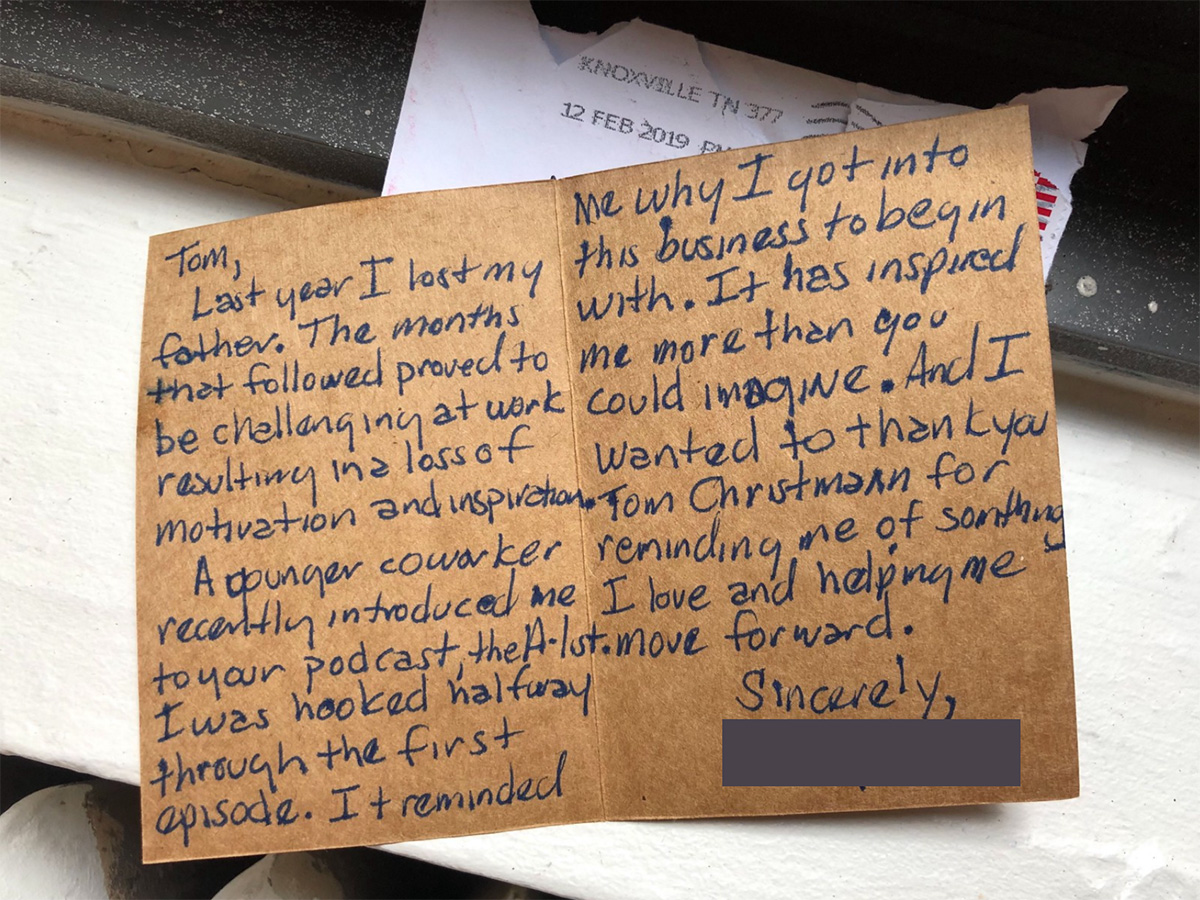 KNOXVILLE TN 377
12 FEB 2019 PM
Tom,
Last year I lost my
father. The months
that followed proved to
be challenging at work
resulting in a loss of
motivation and inspiration.
A younger coworker
recently introduced me
to your podcast, the A-lst.
I was hooked halfway
through the first
episode. It reminded
me why I got into
this business to begin
with. It has inspired
me more than you
could imagine. And I
wanted to thank you
Tom Christmann for
reminding me of somthing
I love and helping me
move forward.
Sincerely,